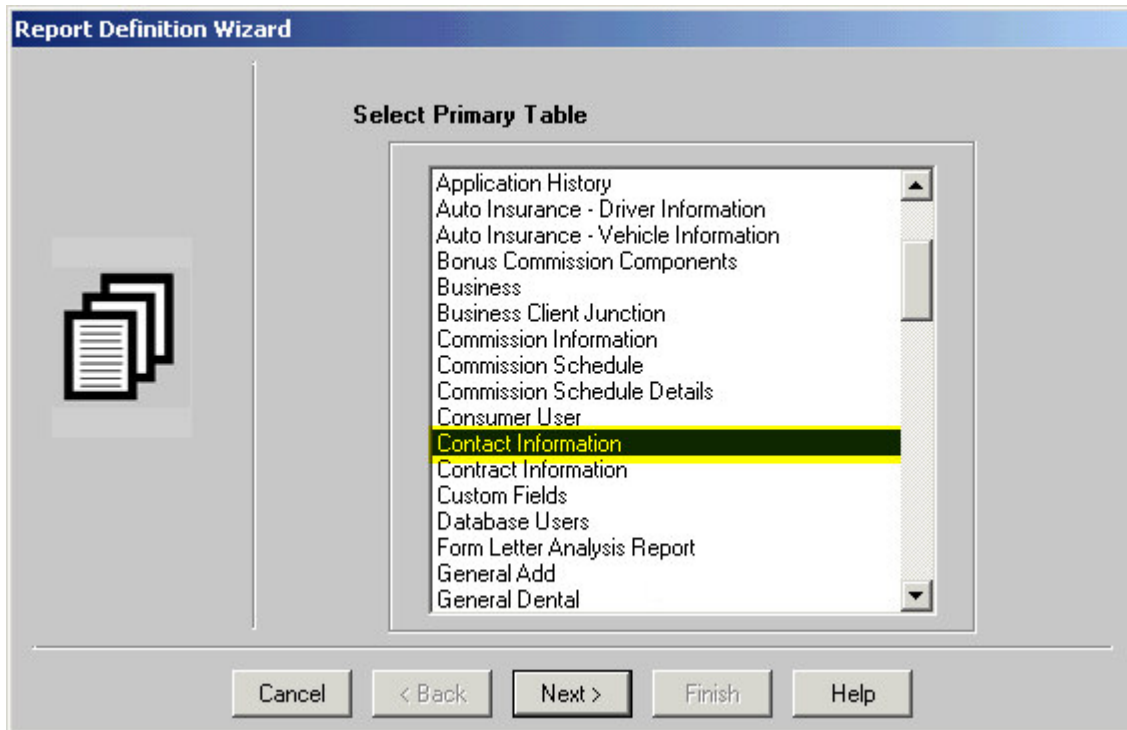 Report Definition Wizard
Select Primary Table
Application History
Auto Insurance - Driver Information
Auto Insurance - Vehicle Information
Bonus Commission Components
Business
Business Client Junction
Commission Information
Commission Schedule
Commission Schedule Details
Consumer User
Contact Information
Contract Information
Custom Fields
Database Users
Form Letter Analysis Report
General Add
General Dental
Cancel < Back Next > Finish Help